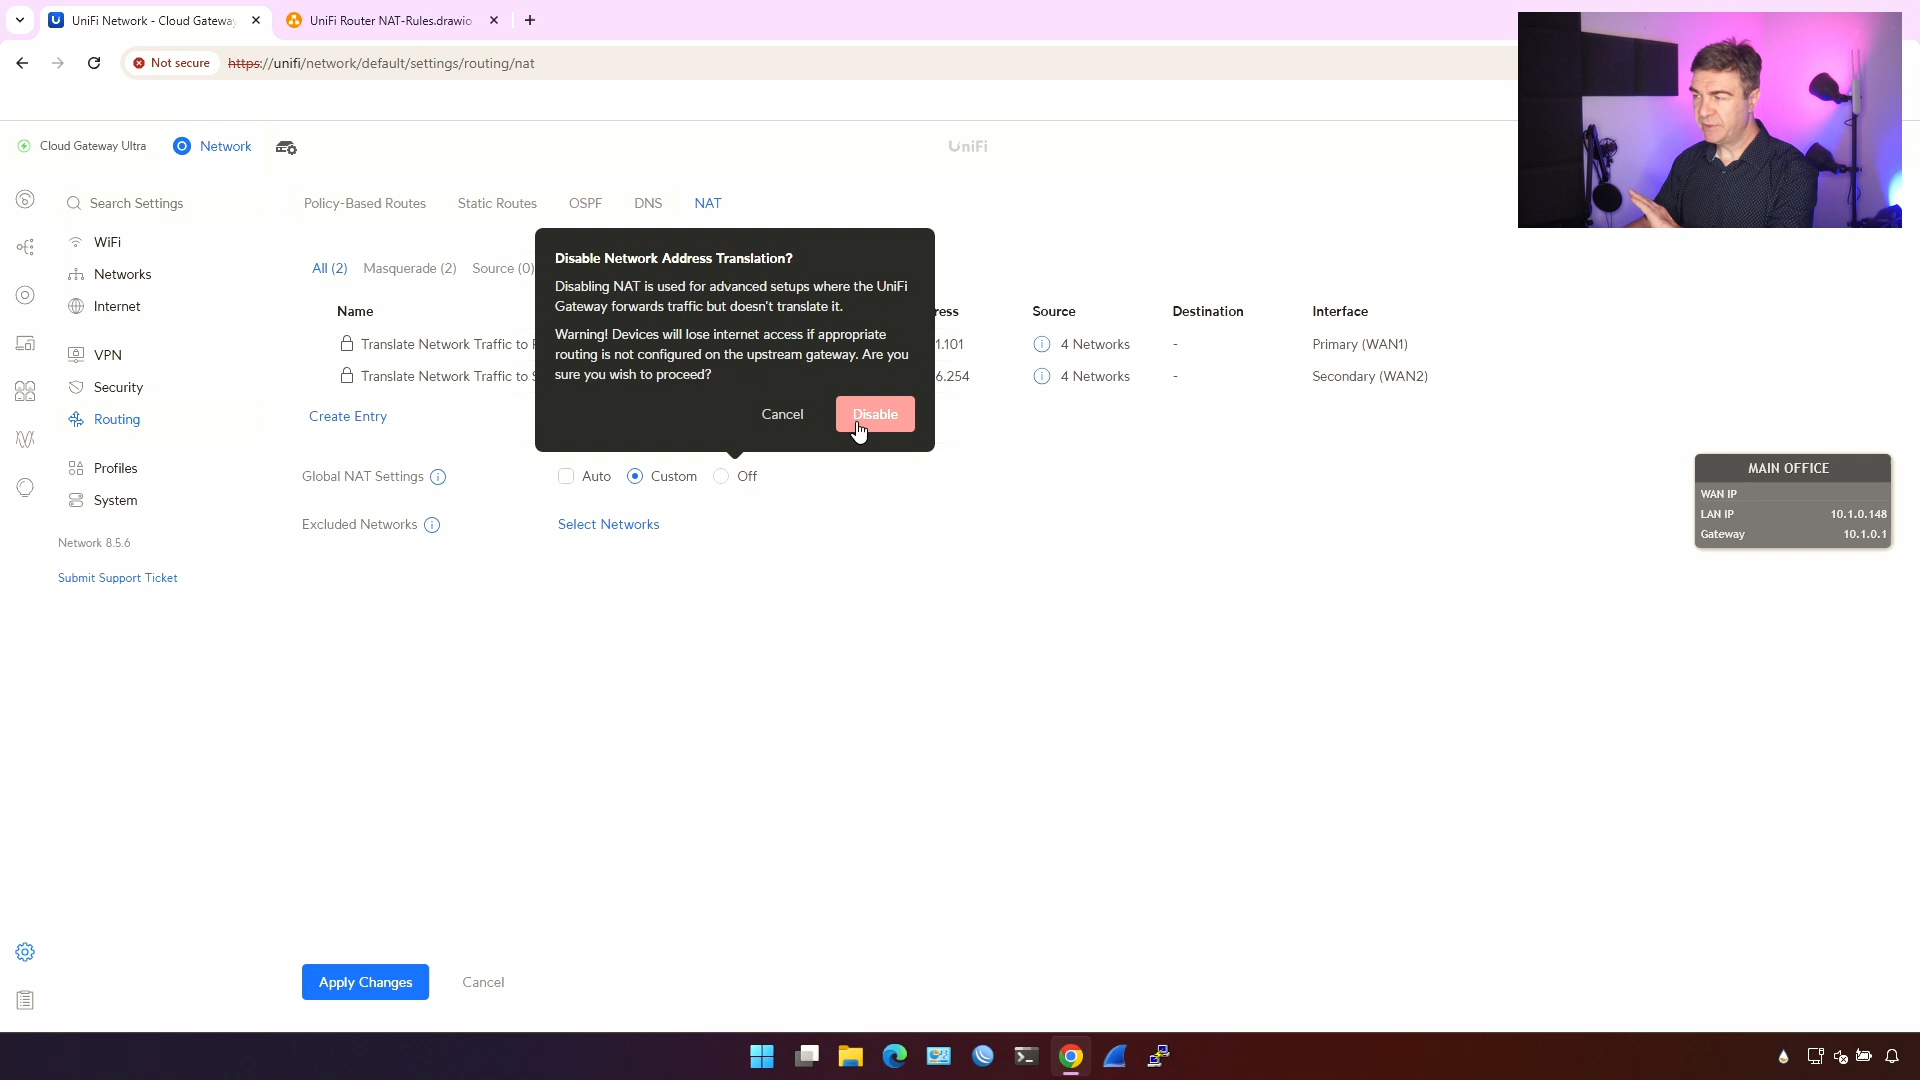 UniFi Network - Cloud Gateway
UniFi Router NAT-Rules.drawio
Not secure
https://unifi/network/default/settings/routing/nat
Cloud Gateway Ultra
Network
UniFi
Search Settings
Policy-Based Routes
Static Routes
OSPF
DNS
NAT
WiFi
Networks
Internet
VPN
Security
Routing
Profiles
System
Network 8.5.6
Submit Support Ticket
All (2)
Masquerade (2)
Source (0)
Name
ress
Source
Destination
Interface
Translate Network Traffic to
1.101
4 Networks
-
Primary (WAN1)
Translate Network Traffic to
6.254
4 Networks
-
Secondary (WAN2)
Create Entry
Disable Network Address Translation?
Disabling NAT is used for advanced setups where the UniFi
Gateway forwards traffic but doesn't translate it.
Warning! Devices will lose internet access if appropriate
routing is not configured on the upstream gateway. Are you
sure you wish to proceed?
Cancel
Disable
Global NAT Settings
Auto
Custom
Off
Excluded Networks
Select Networks
MAIN OFFICE
WAN IP
LAN IP 10.1.0.148
Gateway 10.1.0.1
Apply Changes
Cancel